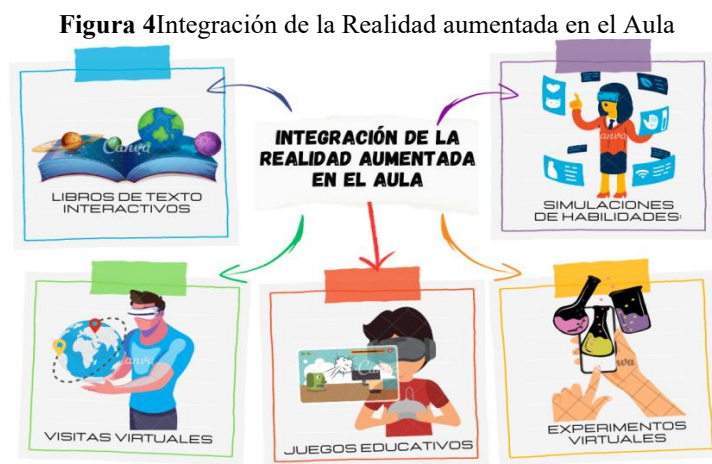 Figura 4Integración de la Realidad aumentada en el Aula
INTEGRACIÓN DE LA
REALIDAD AUMENTADA
EN EL AULA
LIBROS DE TEXTO
INTERACTIVOS
SIMULACIONES
DE HABILIDADES:
VISITAS VIRTUALES
JUEGOS EDUCATIVOS
EXPERIMENTOS
VIRTUALES
Canva